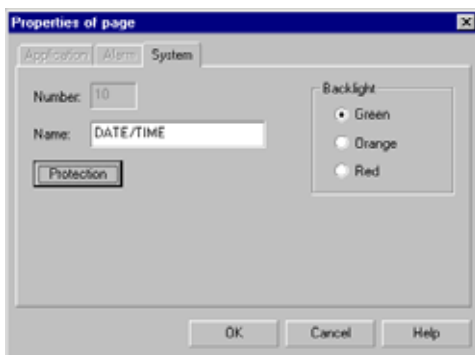 Properties of page
Application Alarm System
Number: 10
Backlight
Green
Name: DATE/TIME
Orange
Protection
Red
OK Cancel Help